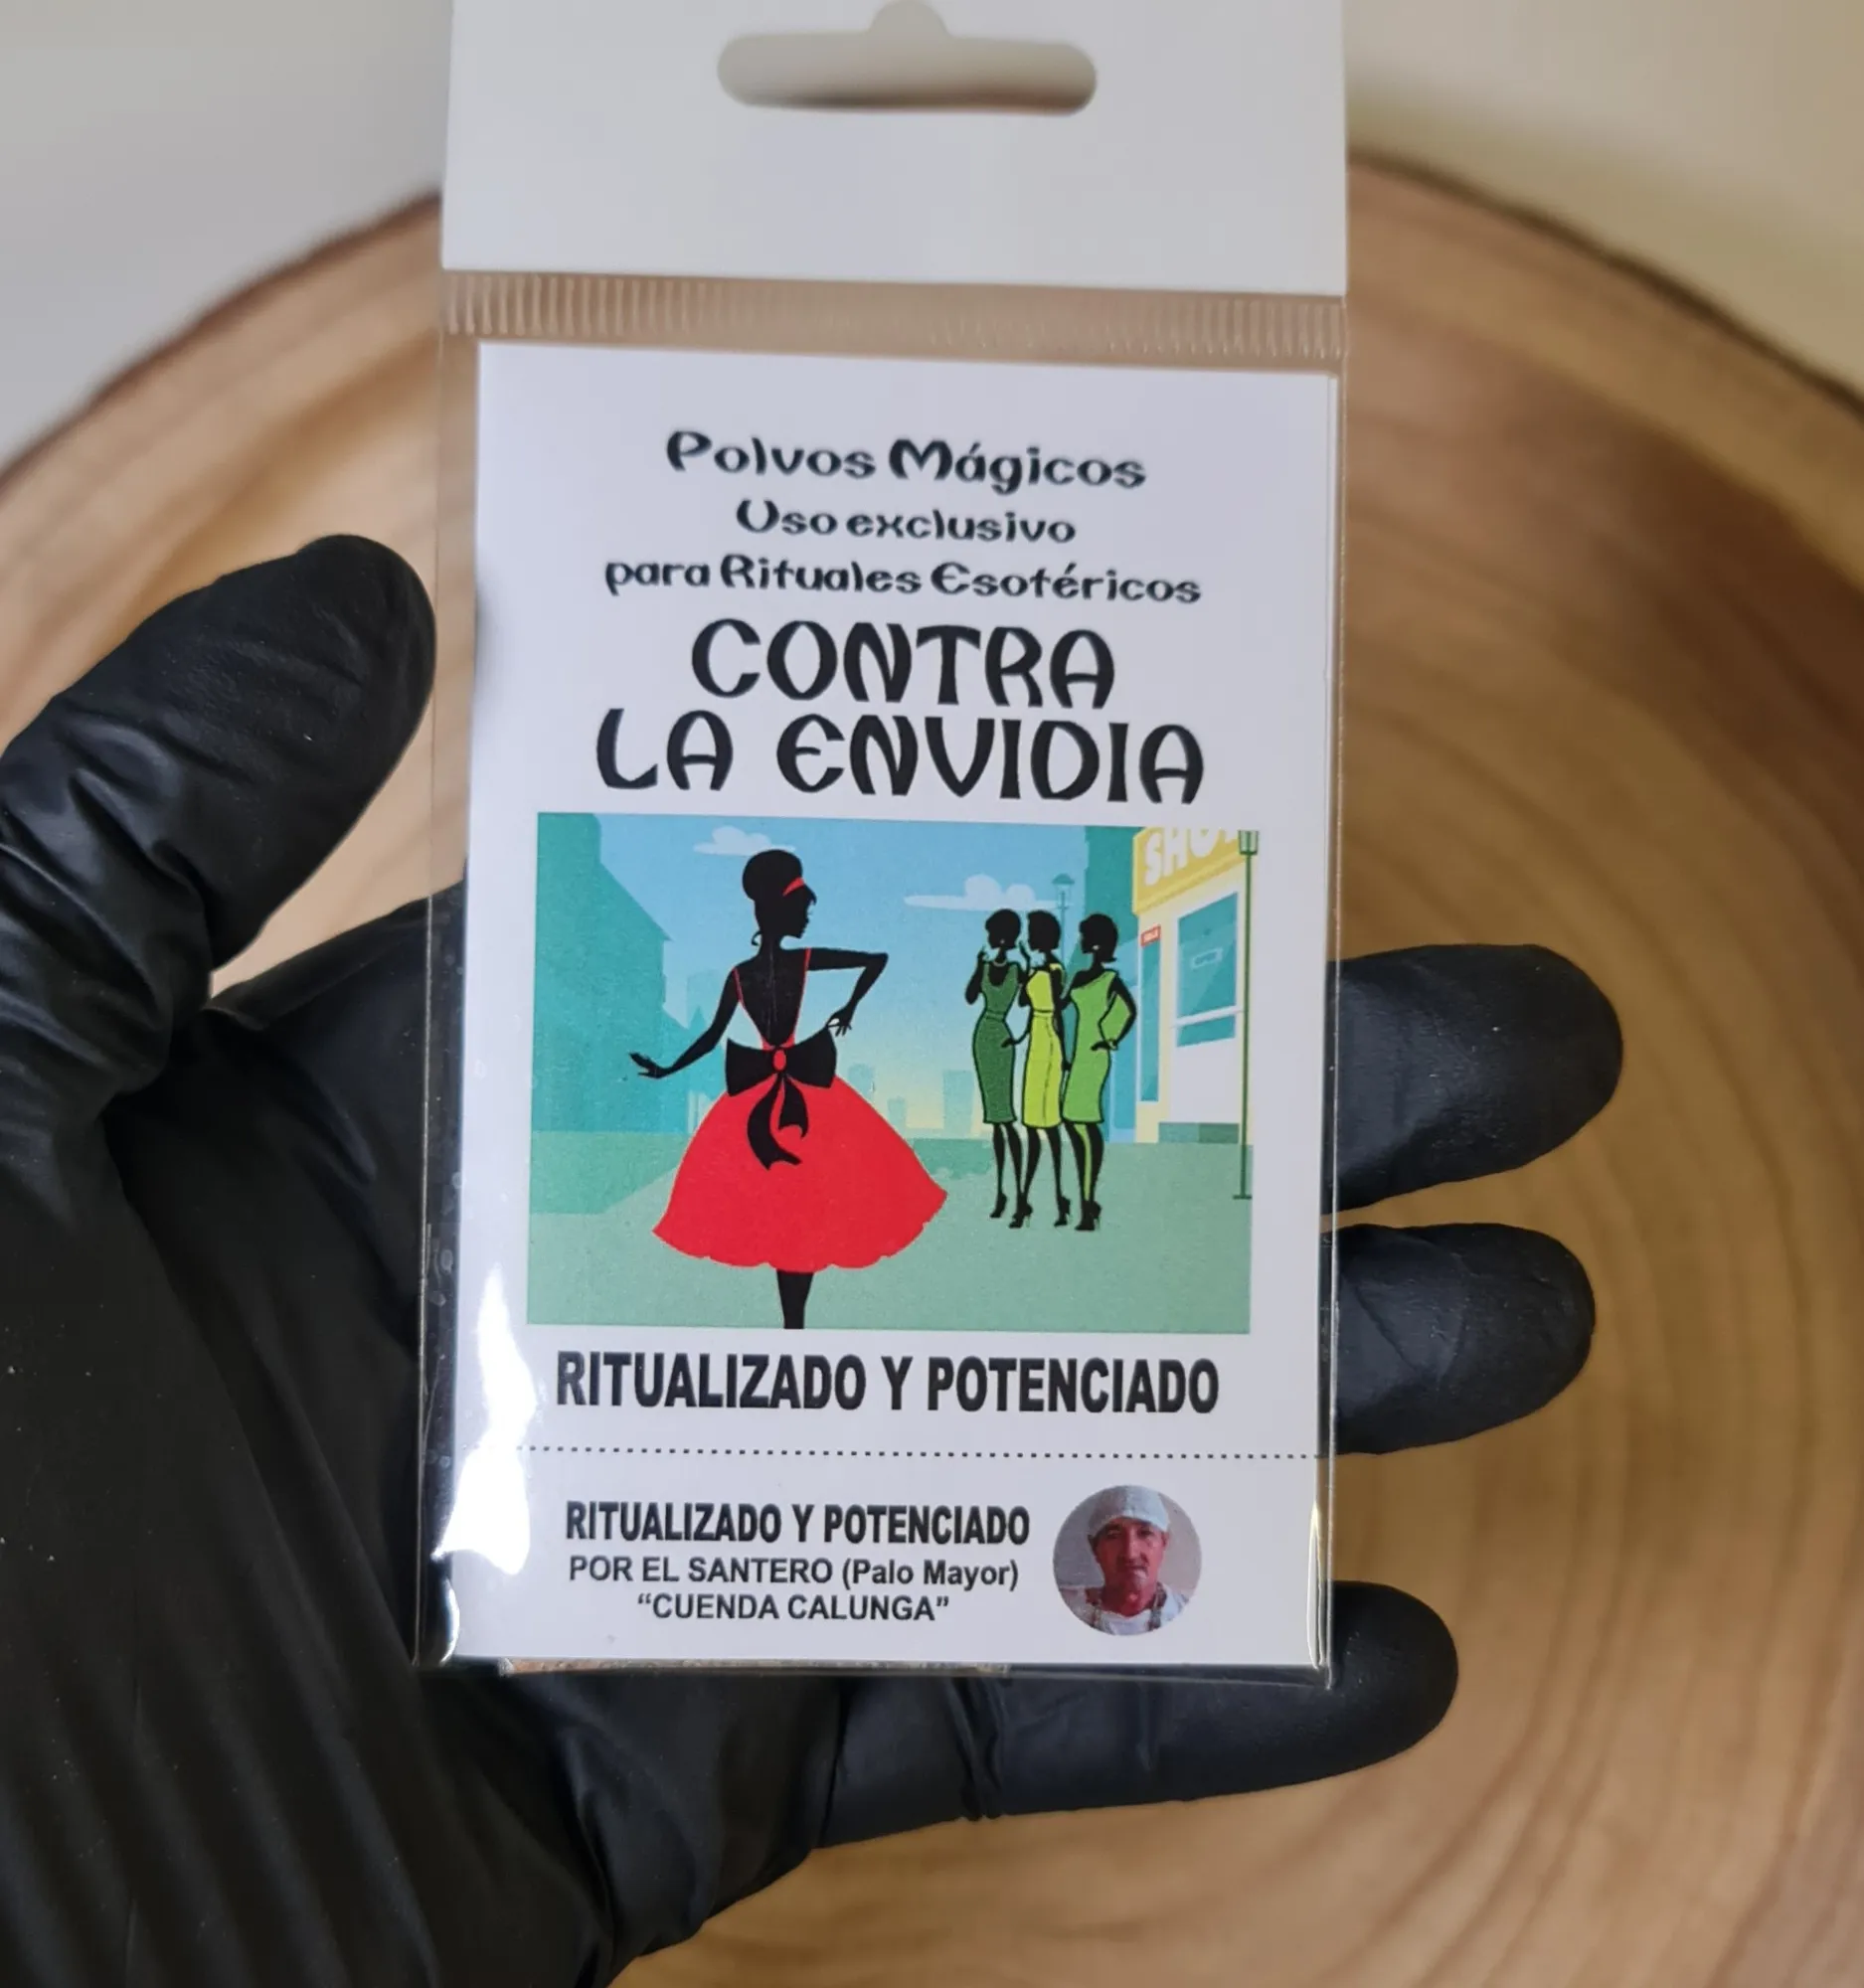 Polvos Mágicos
Uso exclusivo
para Rituales Esotéricos
CONTRA
LA ENVIDIA
RITUALIZADO Y POTENCIADO
RITUALIZADO Y POTENCIADO
POR EL SANTERO (Palo Mayor)
“CUENDA CALUNGA”